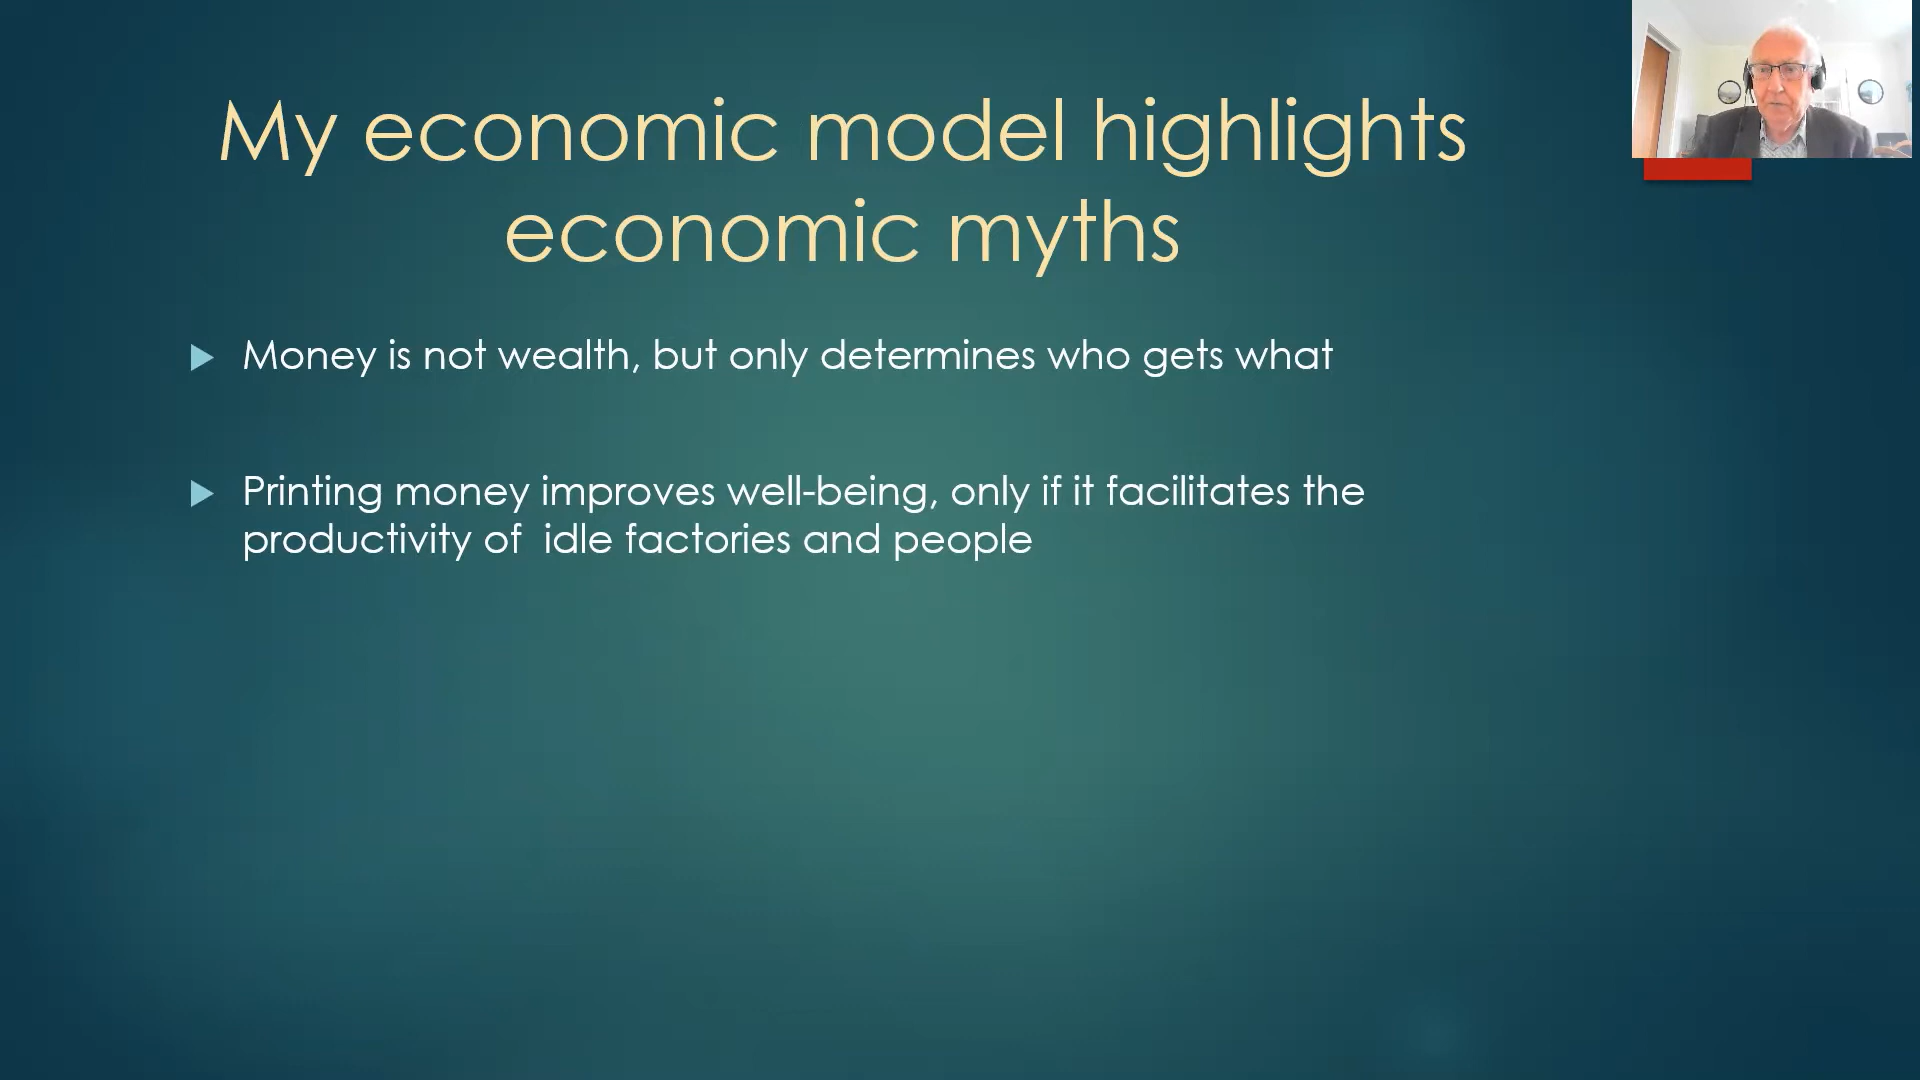 My economic model highlights
economic myths
Money is not wealth, but only determines who gets what
Printing money improves well-being, only if it facilitates the
productivity of  idle factories and people